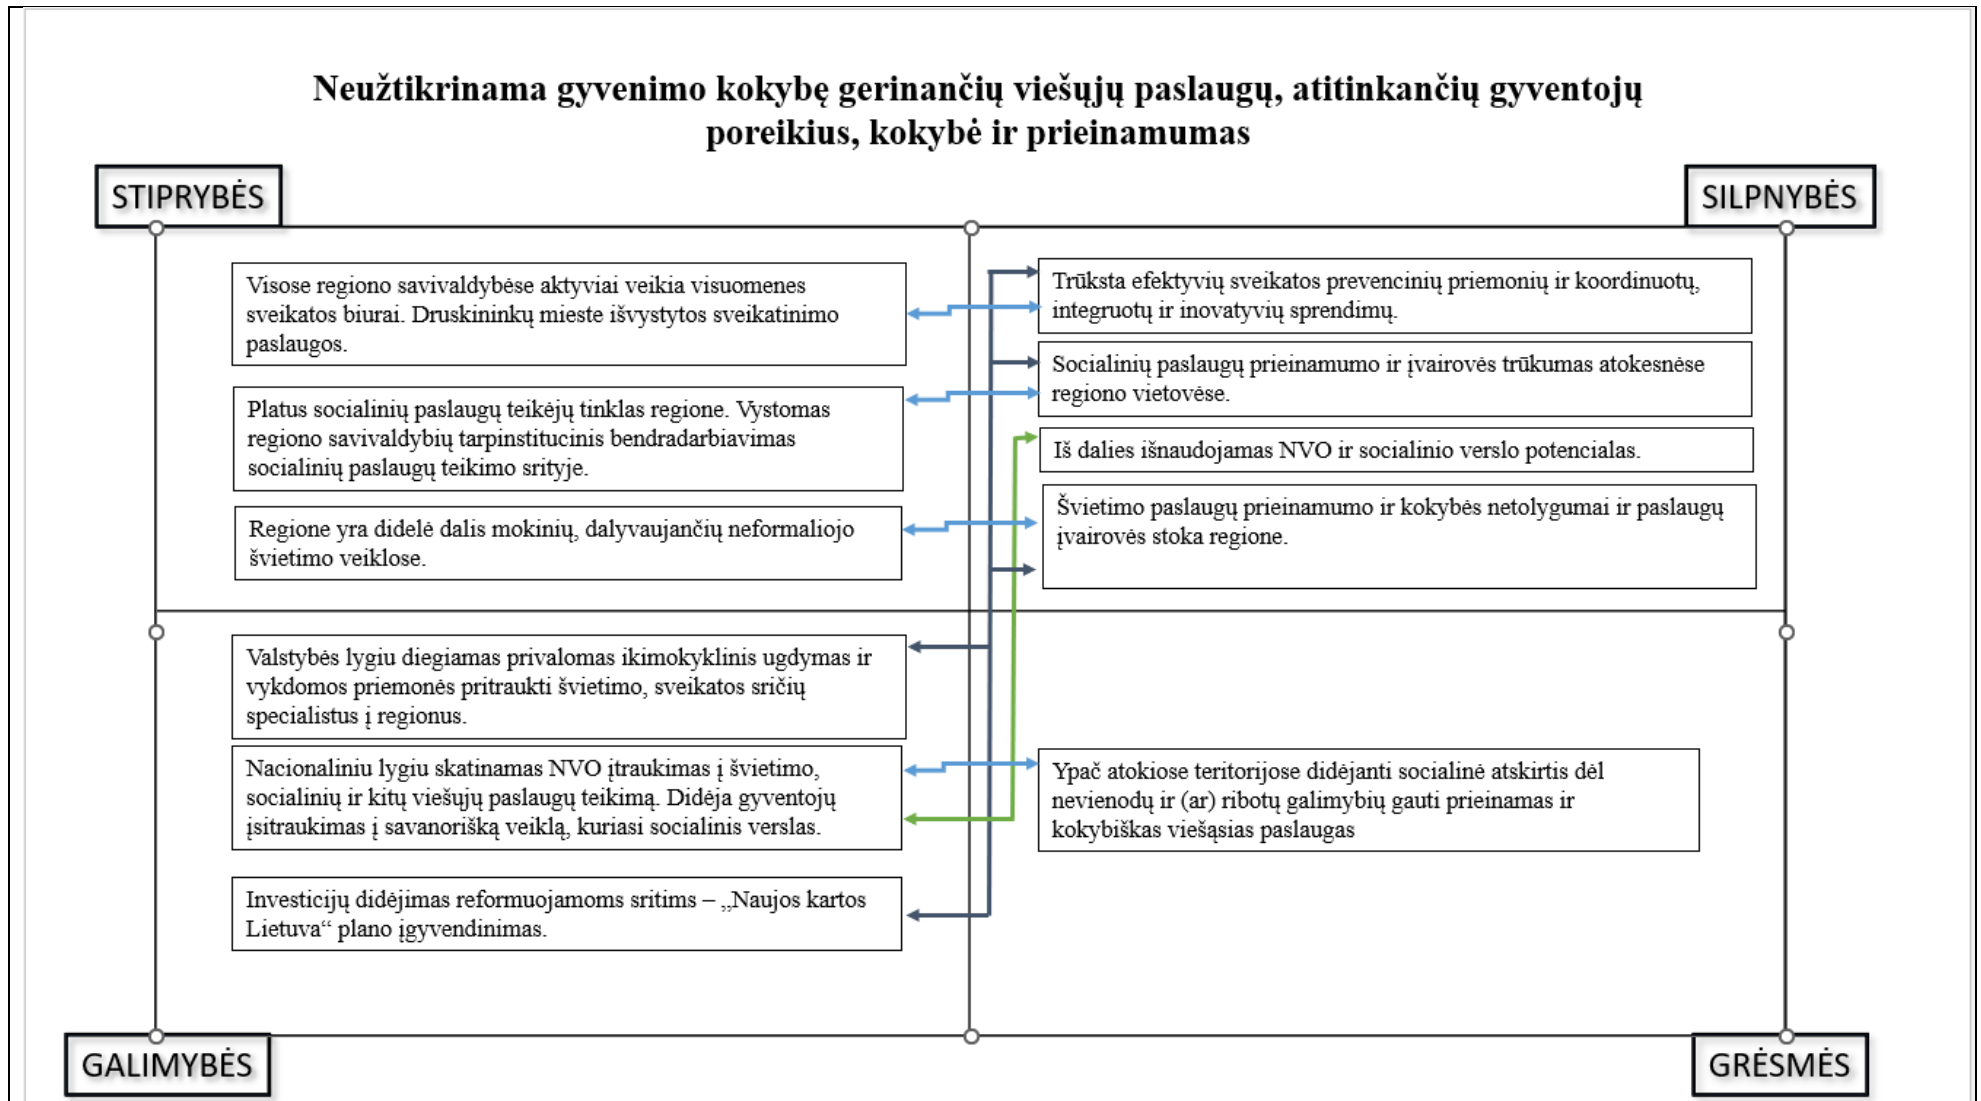 Neužtikrinama gyvenimo kokybę gerinančių viešųjų paslaugų, atitinkančių gyventojų
poreikius, kokybė ir prieinamumas
STIPRYBĖS
SILPNYBĖS
Visose regiono savivaldybėse aktyviai veikia visuomenes
sveikatos biurai. Druskininkų mieste išvystytos sveikatinimo
paslaugos.
Platus socialinių paslaugų teikėjų tinklas regione. Vystomas
regiono savivaldybių tarpinstitucinis bendradarbiavimas
socialinių paslaugų teikimo srityje.
Regione yra didelė dalis mokinių, dalyvaujančių neformaliojo
švietimo veiklose.
Trūksta efektyvių sveikatos prevencinių priemonių ir koordinuotų,
integruotų ir inovatyvių sprendimų.
Socialinių paslaugų prieinamumo ir įvairovės trūkumas atokesnėse
regiono vietovėse.
Iš dalies išnaudojamas NVO ir socialinio verslo potencialas.
Švietimo paslaugų prieinamumo ir kokybės netolygumai ir paslaugų
įvairovės stoka regione.
Valstybės lygiu diegiamas privalomas ikimokyklinis ugdymas ir
vykdomos priemonės pritraukti švietimo, sveikatos sričių
specialistus į regionus.
Nacionaliniu lygiu skatinamas NVO įtraukimas į švietimo,
socialinių ir kitų viešųjų paslaugų teikimą. Didėja gyventojų
įsitraukimas į savanorišką veiklą, kuriasi socialinis verslas.
Investicijų didėjimas reformuojamoms sritims – „Naujos kartos
Lietuva“ plano įgyvendinimas.
Ypač atokiose teritorijose didėjanti socialinė atskirtis dėl
nevienodų ir (ar) ribotų galimybių gauti prieinamas ir
kokybiškas viešąsias paslaugas
GALIMYBĖS
GRĖSMĖS